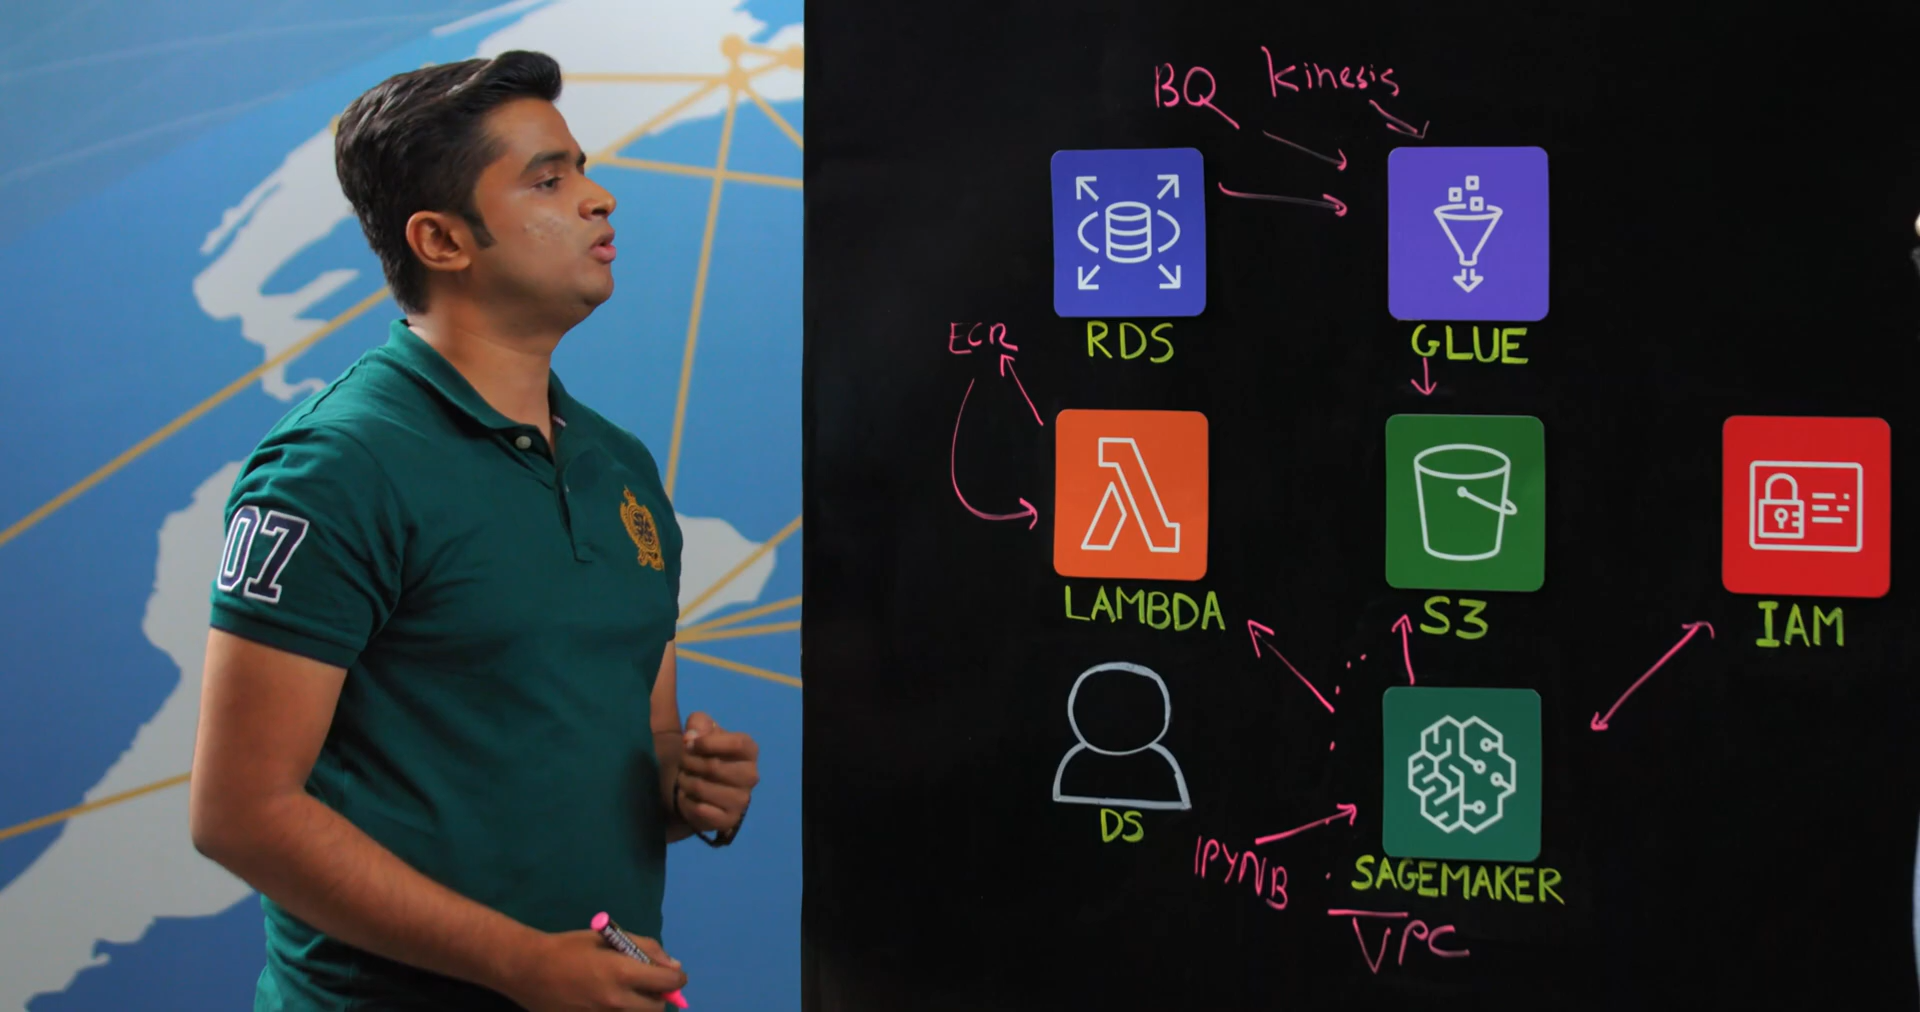 BQ Kinesis
RDS
GLUE
ECR
LAMBDA
S3
IAM
07
DS
IPYNB
SAGEMAKER
VPC